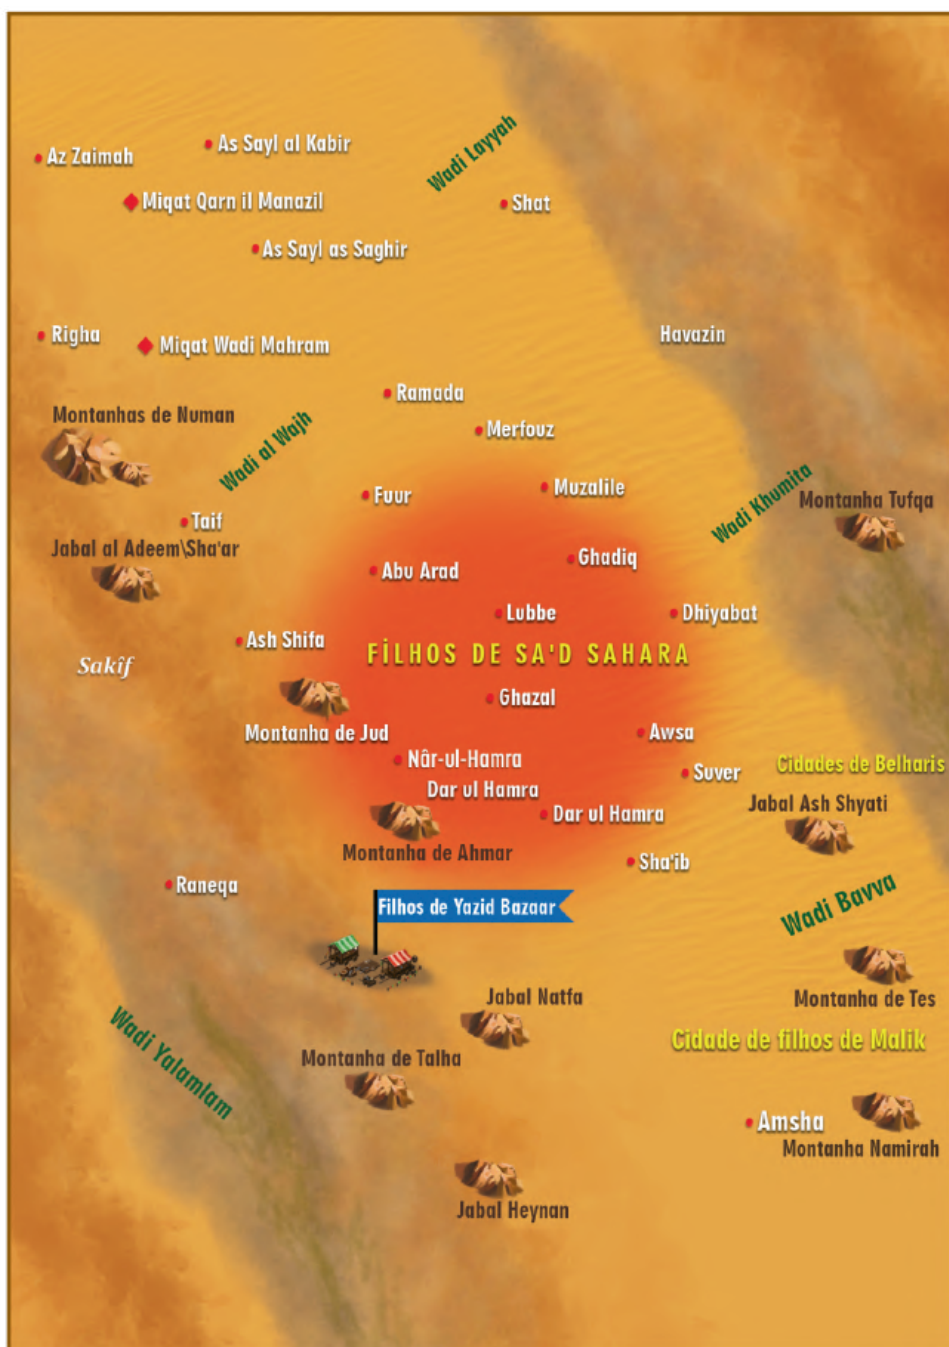 As Sayl al Kabir
Az Zaimah
Wadi Layyah
Miqat Qarn il Manazil
Shat
As Sayl as Saghir
Righa
Miqat Wadi Mahram
Havazin
Ramada
Montanhas de Numan
Merfouz
Wadi al Wajh
Muzalile
Fuur
Wadi Khumita
Montanha Tufqa
Taif
Jabal al Adeem\Sha'ar
Ghadiq
Abu Arad
Lubbe
Dhiyabat
Ash Shifa
FİLHOS DE SA'D SAHARA
Sakîf
Ghazal
Montanha de Jud
Awsa
Nâr-ul-Hamra
Suver
Cidades de Belharis
Dar ul Hamra
Jabal Ash Shyati
Dar ul Hamra
Montanha de Ahmar
Sha'ib
Raneqa
Filhos de Yazid Bazaar
Wadi Bavva
Jabal Natfa
Montanha de Tes
Cidade de filhos de Malik
Wadi Yalamlam
Montanha de Talha
Amsha
Montanha Namirah
Jabal Heynan